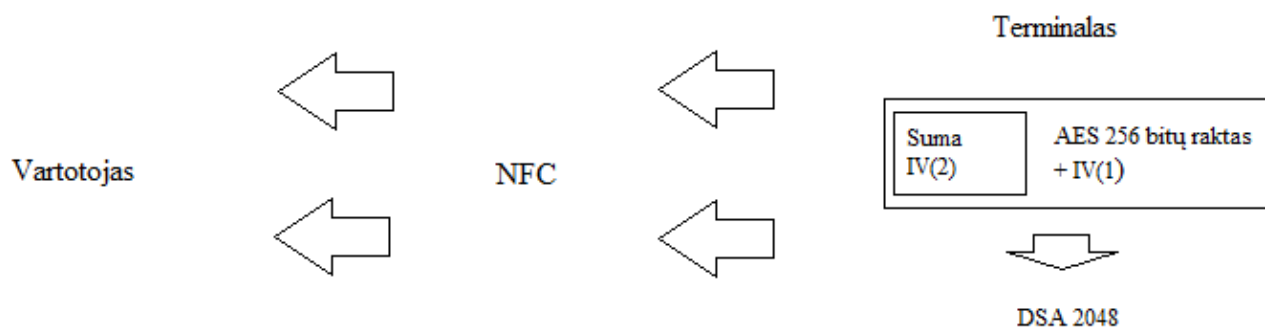 Terminalas
Suma
IV(2)
AES 256 bitų raktas
+ IV(1)
Vartotojas
NFC
DSA 2048